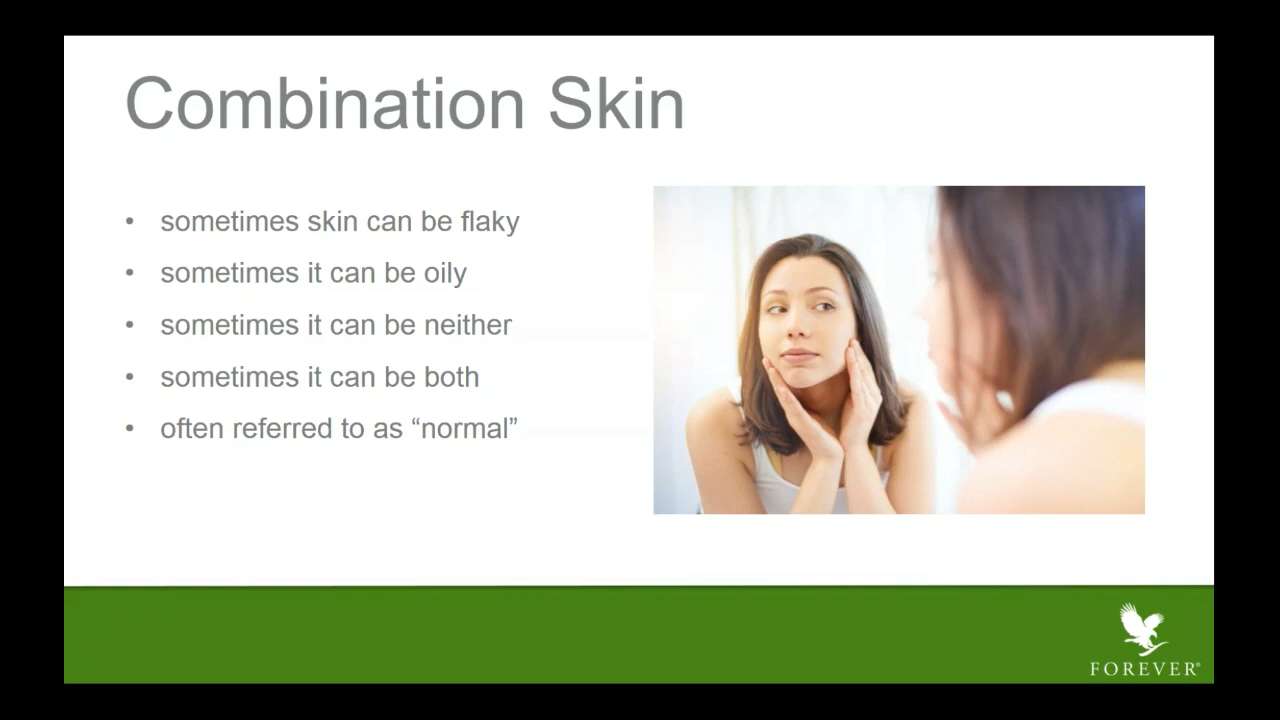 Combination Skin
• sometimes skin can be flaky
• sometimes it can be oily
• sometimes it can be neither
• sometimes it can be both
• often referred to as “normal”
FOREVER®